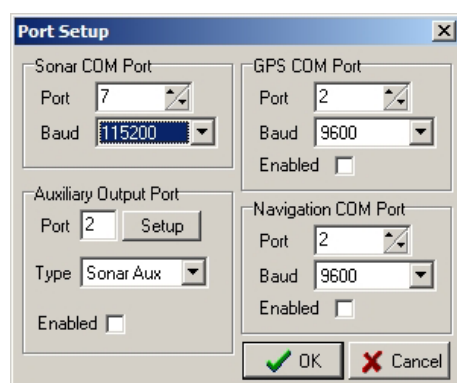 Port Setup
Sonar COM Port
Port 7
Baud 115200
Auxiliary Output Port
Port 2 Setup
Type Sonar Aux
Enabled
GPS COM Port
Port 2
Baud 9600
Enabled
Navigation COM Port
Port 2
Baud 9600
Enabled
OK Cancel